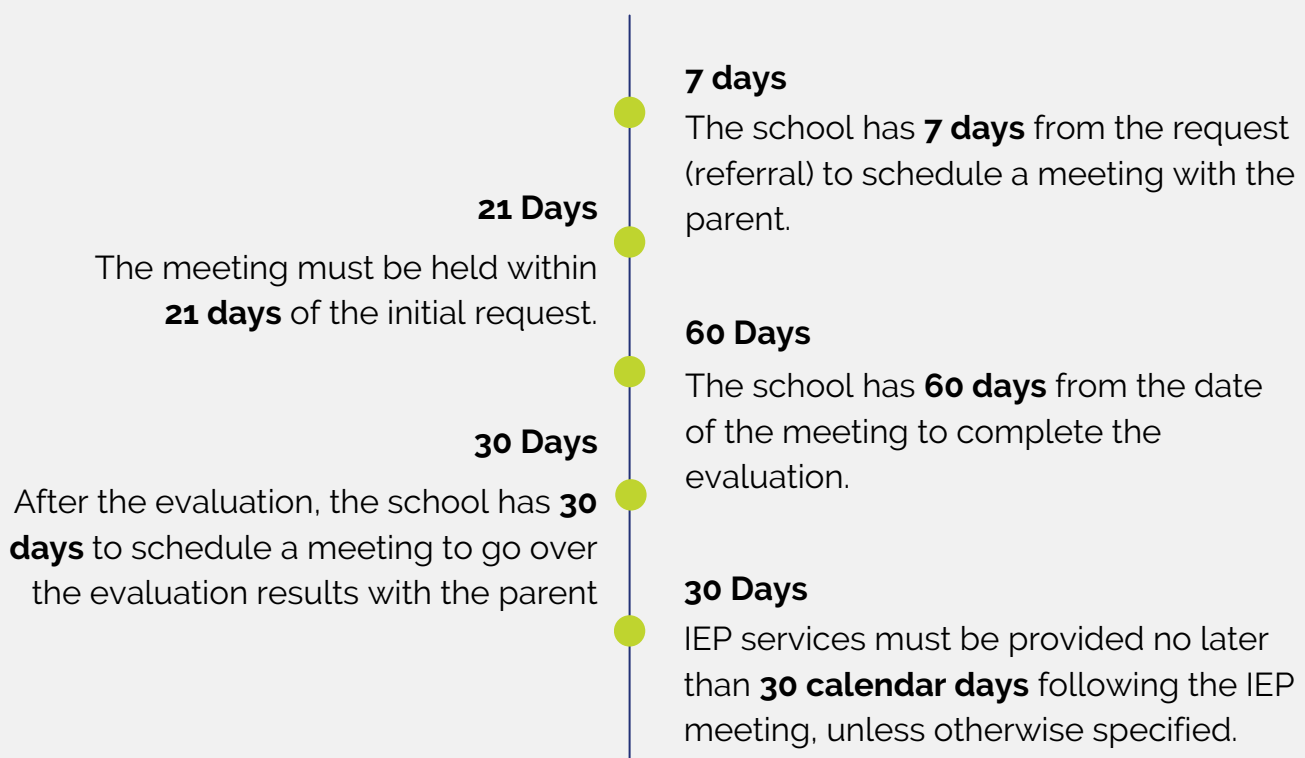 7 days
The school has 7 days from the request
(referral) to schedule a meeting with the
parent.
21 Days
The meeting must be held within
21 days of the initial request.
60 Days
The school has 60 days from the date
of the meeting to complete the
evaluation.
30 Days
After the evaluation, the school has 30
days to schedule a meeting to go over
the evaluation results with the parent
30 Days
IEP services must be provided no later
than 30 calendar days following the IEP
meeting, unless otherwise specified.